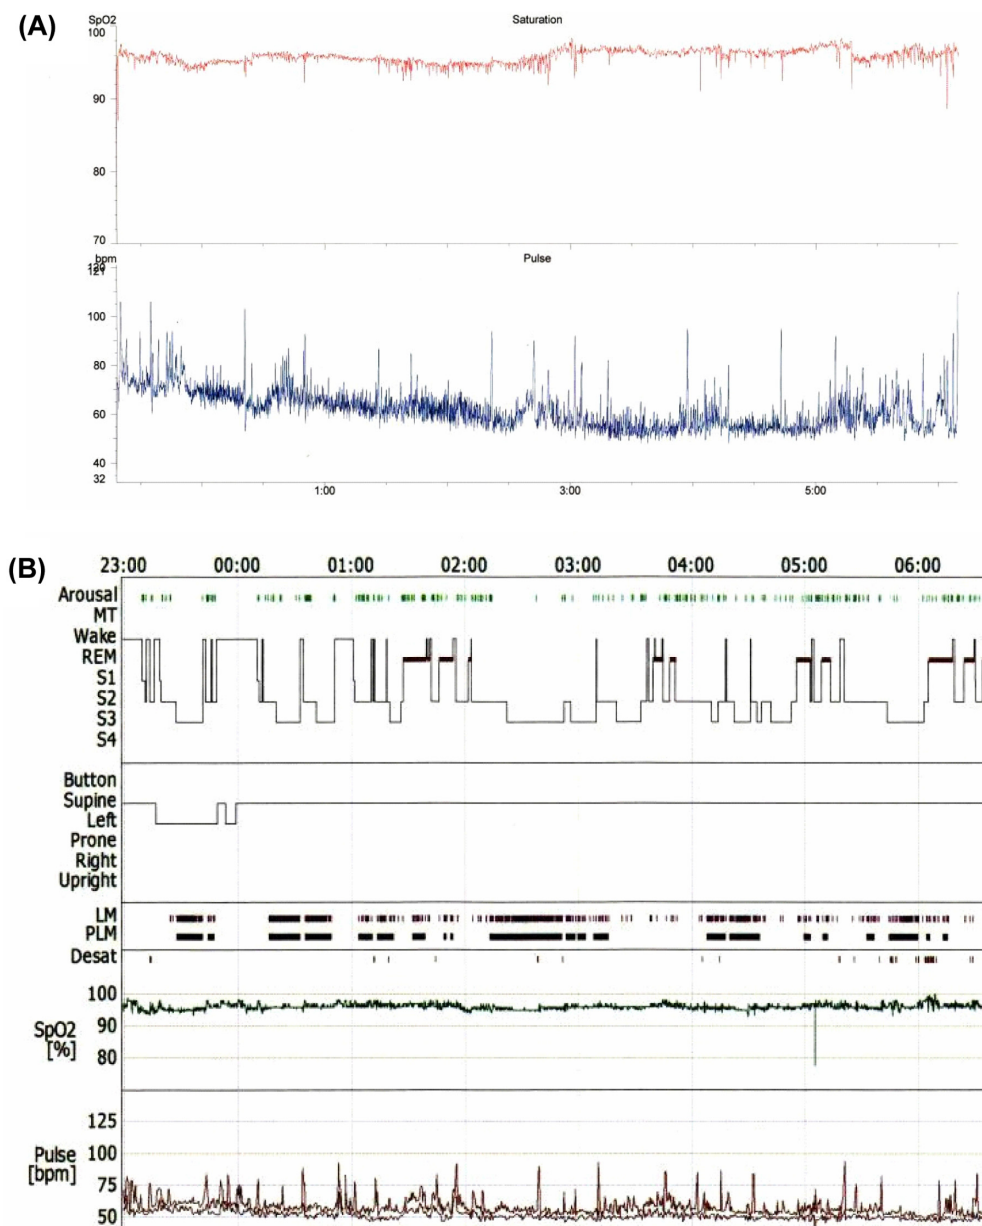 (A)
SpO2
Saturation
100
90
80
70
bpm
Pulse
120
121
100
80
60
40
32
1:00
3:00
5:00
(B)
23:00 00:00 01:00 02:00 03:00 04:00 05:00 06:00
Arousal
MT
Wake
REM
S1
S2
S3
S4
Button
Supine
Left
Prone
Right
Upright
LM
PLM
Desat
100
SpO2 90
[%] 80
125
Pulse 100
[bpm] 75
50